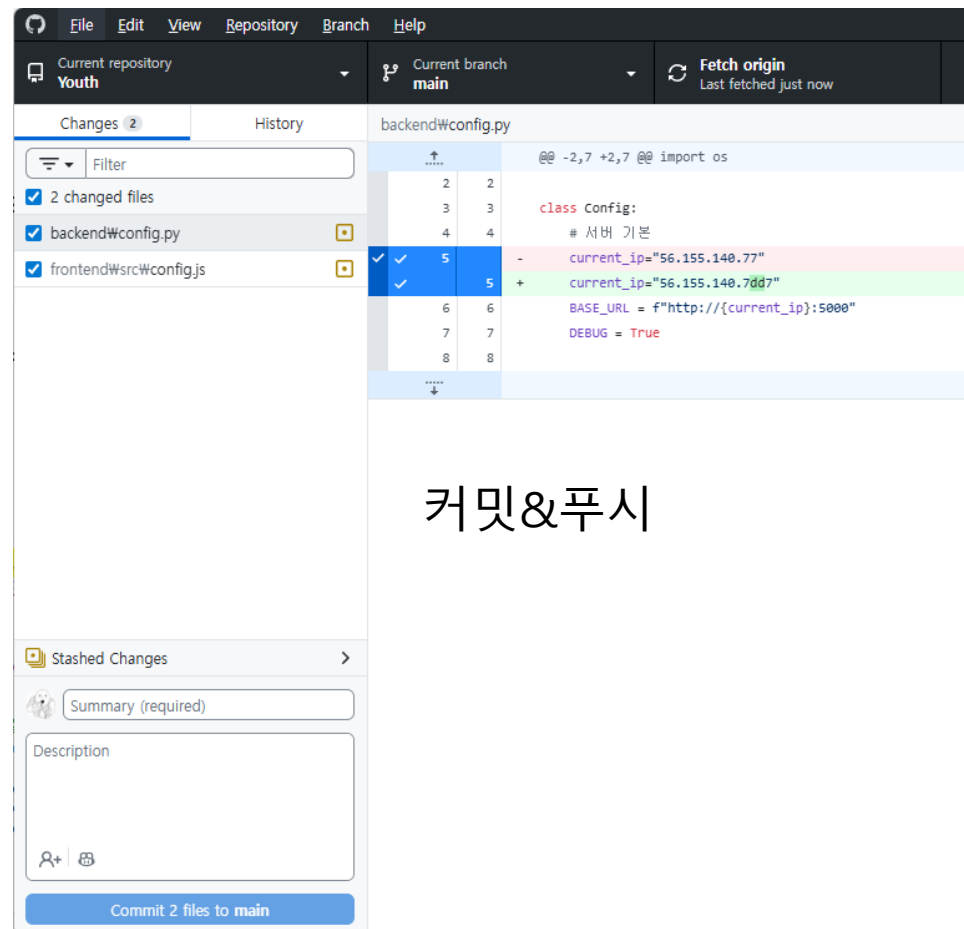 File Edit View Repository Branch Help
Current repository
Youth
Current branch
main
Fetch origin
Last fetched just now
Changes 2 History
Filter
2 changed files
backend₩config.py
frontend₩src₩config.js
backend₩config.py
@@ -2,7 +2,7 @@ import os
2 2
3 3 class Config:
4 4 # 서버 기본
5 - current_ip="56.155.140.77"
5 + current_ip="56.155.140.7dd7"
6 6 BASE_URL = f"http://{current_ip}:5000"
7 7 DEBUG = True
8 8
커밋&푸시
Stashed Changes
Summary (required)
Description
Commit 2 files to main